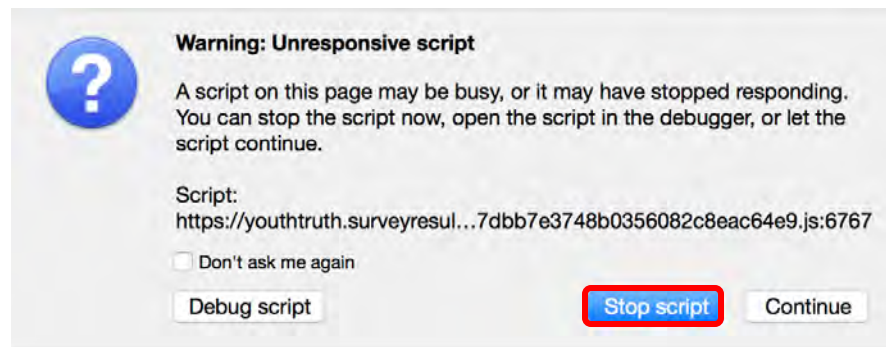 Warning: Unresponsive script
A script on this page may be busy, or it may have stopped responding.
You can stop the script now, open the script in the debugger, or let the
script continue.
Script:
https://youthtruth.surveyresul...7dbb7e3748b0356082c8eac64e9.js:6767
Don't ask me again
Debug script
Stop script
Continue